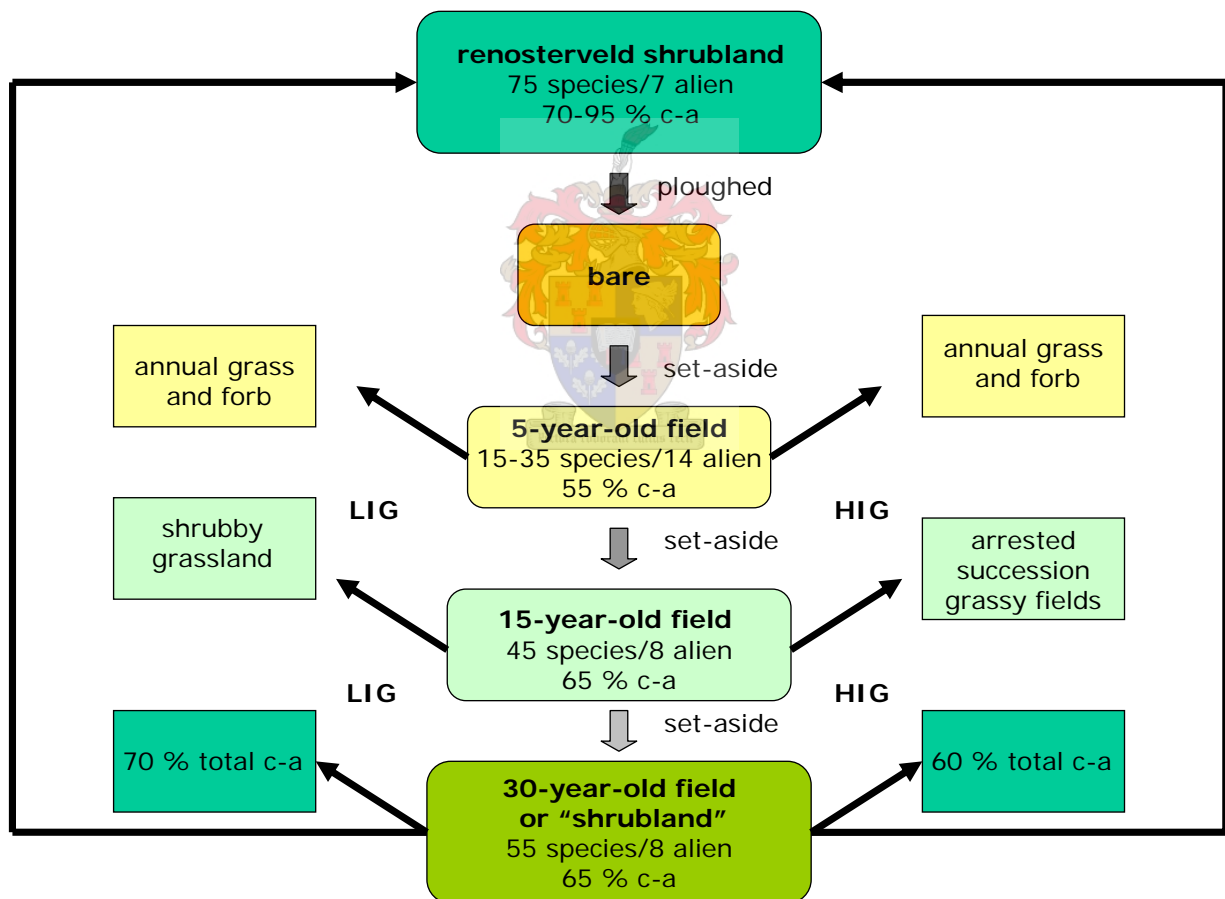 renosterveld shrubland
75 species/7 alien
70-95 % c-a
ploughed
bare
set-aside
annual grass
and forb
annual grass
and forb
5-year-old field
15-35 species/14 alien
55 % c-a
LIG
HIG
shrubby
grassland
set-aside
arrested
succession
grassy fields
15-year-old field
45 species/8 alien
65 % c-a
LIG
HIG
set-aside
70 % total c-a
60 % total c-a
30-year-old field
or “shrubland”
55 species/8 alien
65 % c-a